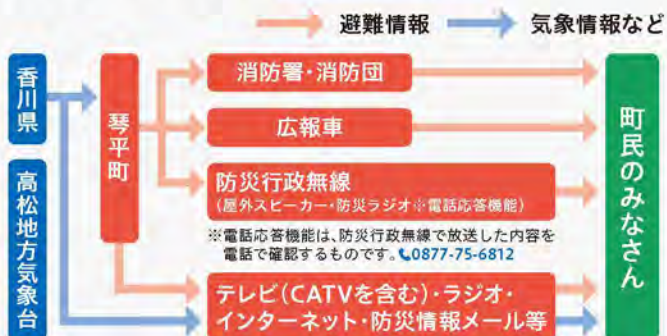 避難情報 気象情報など
香川県
高松地方気象台
琴平町
消防署・消防団
広報車
防災行政無線
(屋外スピーカー・防災ラジオ※電話応答機能)
※電話応答機能は、防災行政無線で放送した内容を
電話で確認するものです。0877-75-6812
テレビ(CATVを含む)・ラジオ・
インターネット・防災情報メール等
町民のみなさん